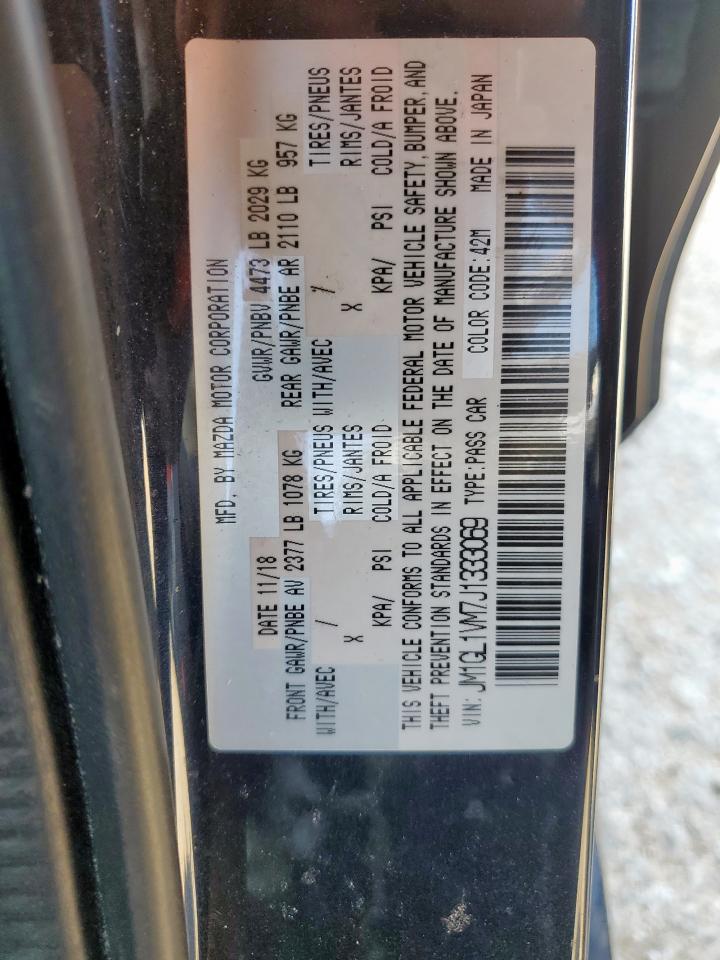 MFD. BY MAZDA MOTOR CORPORATION
DATE 11/18 GVWR/PNBV 4473 LB 2029 KG
FRONT GAWR/PNBE AV 2377 LB 1078 KG REAR GAWR/PNBE AR 2110 LB 957 KG
WITH/AVEC / TIRES/PNEUS WITH/AVEC / TIRES/PNEUS
X RIMS/JANTES X RIMS/JANTES
KPA/ PSI COLD/A FROID KPA/ PSI COLD/A FROID
THIS VEHICLE CONFORMS TO ALL APPLICABLE FEDERAL MOTOR VEHICLE SAFETY, BUMPER, AND
THEFT PREVENTION STANDARDS IN EFFECT ON THE DATE OF MANUFACTURE SHOWN ABOVE.
VIN: JM1GL1VM7J1333069 TYPE:PASS CAR COLOR CODE:42M MADE IN JAPAN